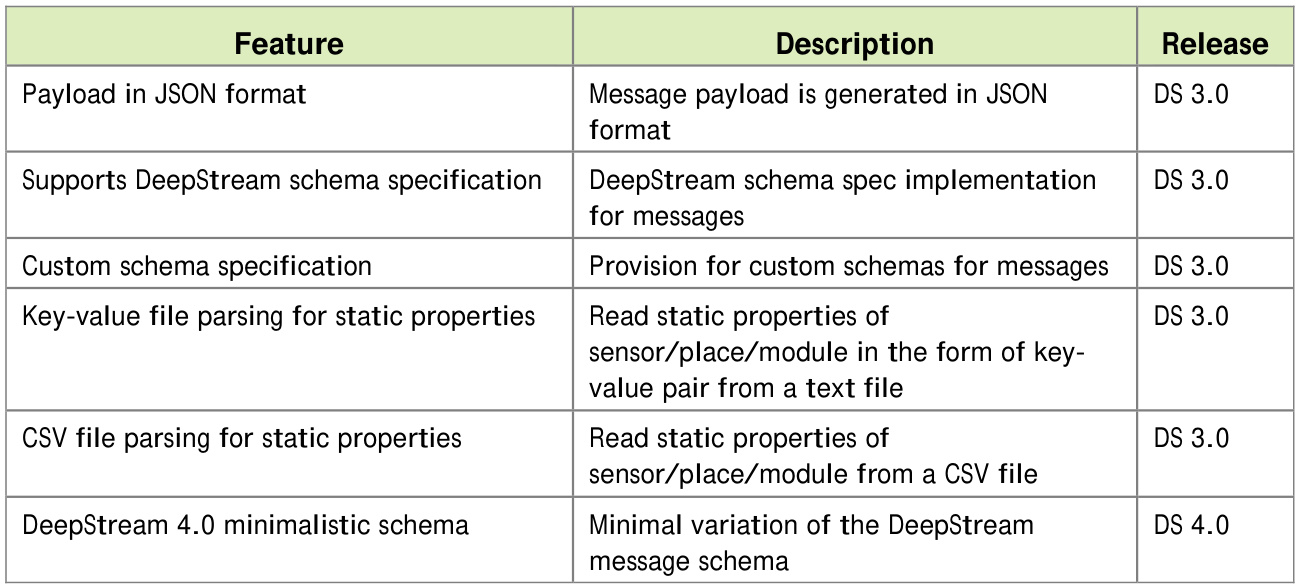 Feature Description Release
Payload in JSON format Message payload is generated in JSON DS 3.0
format
Supports DeepStream schema specification DeepStream schema spec implementation DS 3.0
for messages
Custom schema specification Provision for custom schemas for messages DS 3.0
Key-value file parsing for static properties Read static properties of DS 3.0
sensor/place/module in the form of key-
value pair from a text file
CSV file parsing for static properties Read static properties of DS 3.0
sensor/place/module from a CSV file
DeepStream 4.0 minimalistic schema Minimal variation of the DeepStream DS 4.0
message schema